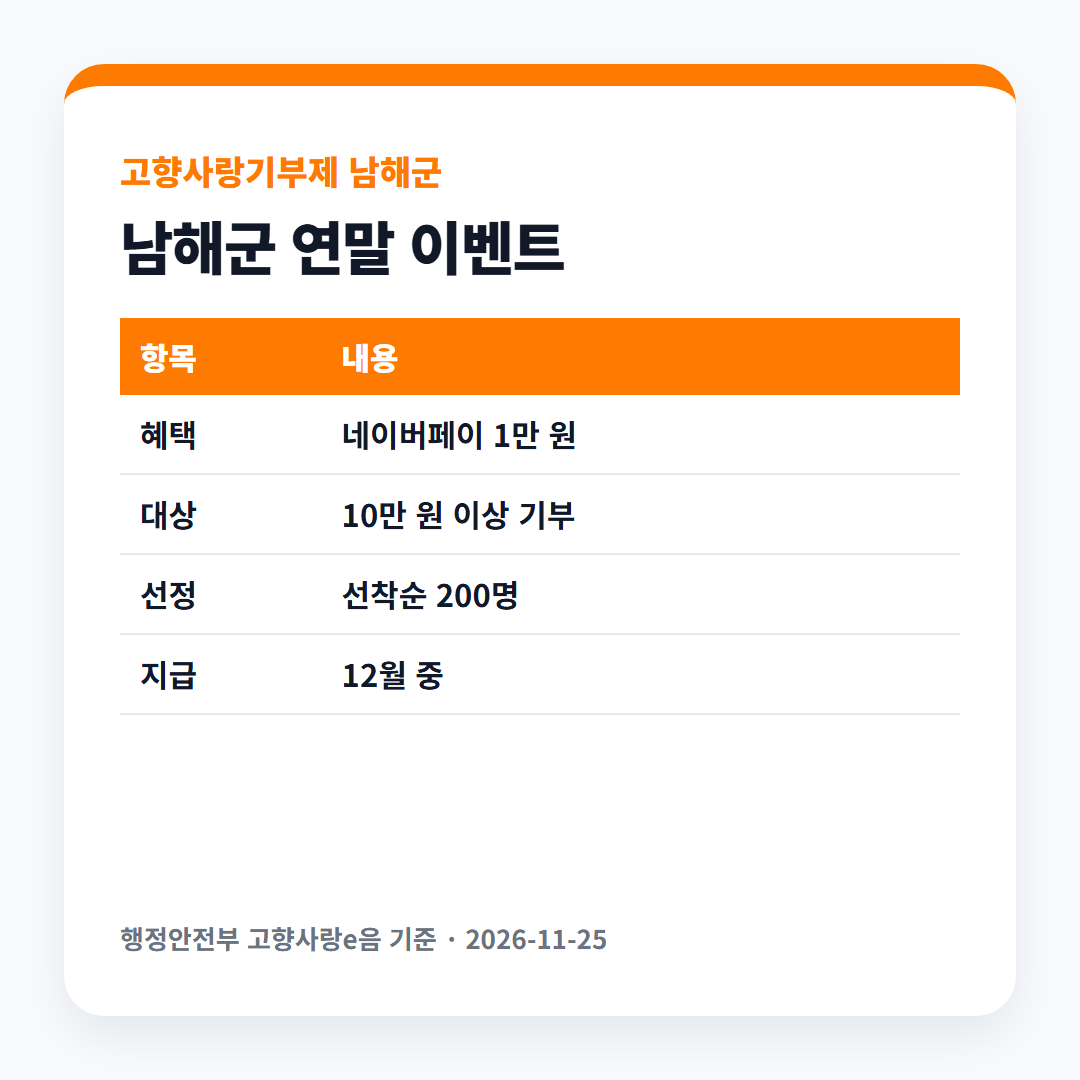 고향사랑기부제 남해군
남해군 연말 이벤트
항목 내용
혜택 네이버페이 1만 원
대상 10만 원 이상 기부
선정 선착순 200명
지급 12월 중
행정안전부 고향사랑e음 기준 · 2026-11-25